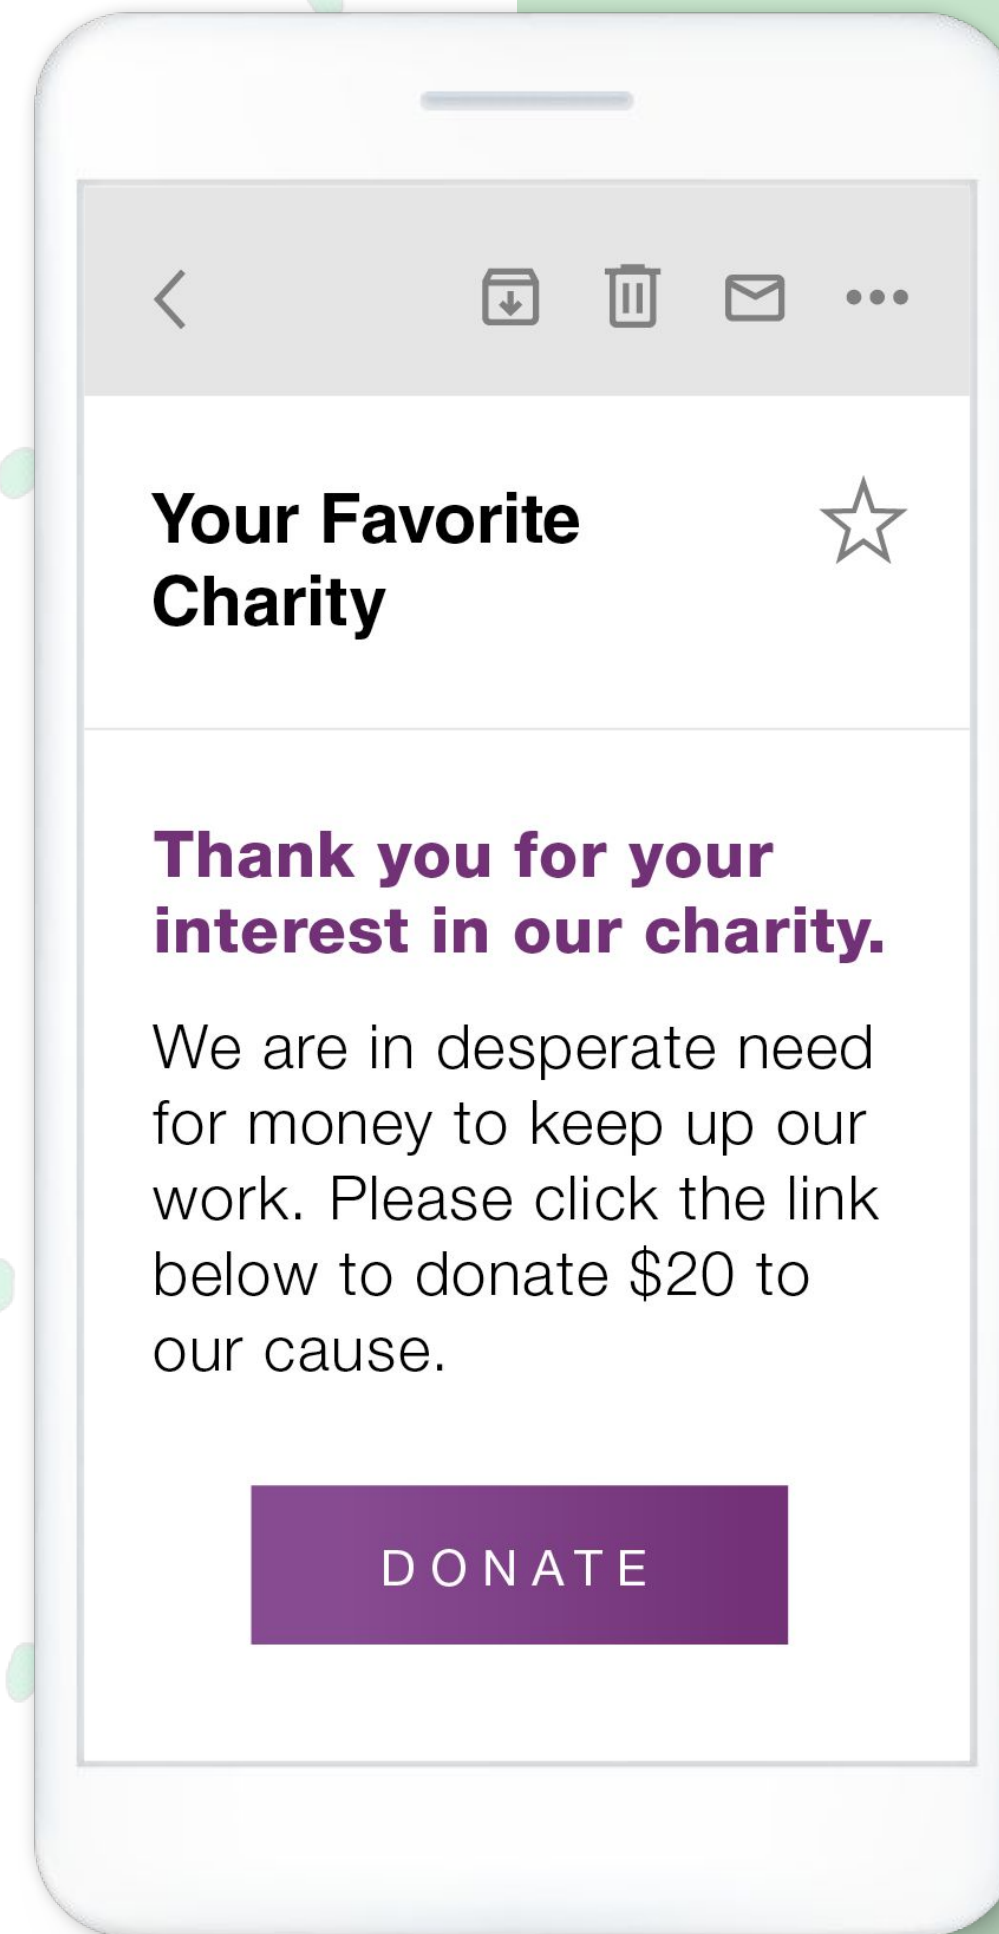 Your Favorite
Charity
Thank you for your
interest in our charity.
We are in desperate need
for money to keep up our
work. Please click the link
below to donate $20 to
our cause.
DONATE